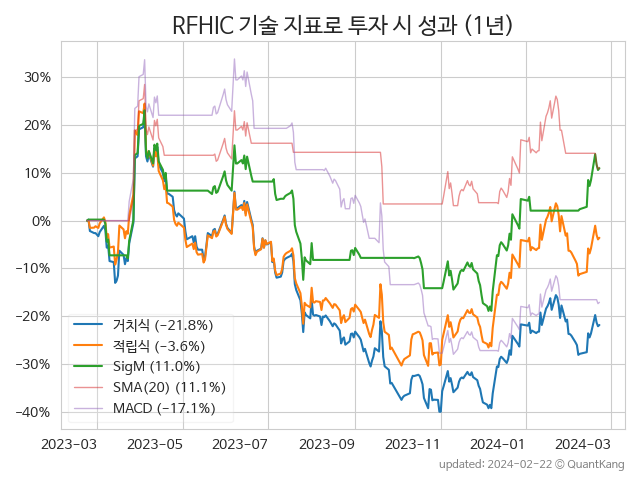 RFHIC 기술 지표로 투자 시 성과 (1년)
30%
20%
10%
0%
−10%
−20%
−30%
−40%
거치식 (−21.8%)
적립식 (−3.6%)
SigM (11.0%)
SMA(20) (11.1%)
MACD (−17.1%)
2023-03 2023-05 2023-07 2023-09 2023-11 2024-01 2024-03
updated: 2024-02-22 ⓒ QuantKang